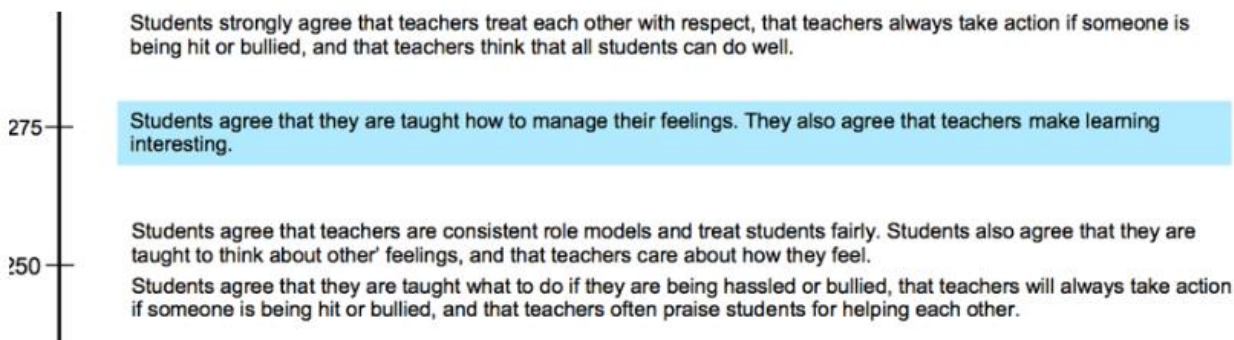 Students strongly agree that teachers treat each other with respect, that teachers always take action if someone is
being hit or bullied, and that teachers think that all students can do well.
275
Students agree that they are taught how to manage their feelings. They also agree that teachers make learning
interesting.
Students agree that teachers are consistent role models and treat students fairly. Students also agree that they are
taught to think about other' feelings, and that teachers care about how they feel.
250
Students agree that they are taught what to do if they are being hassled or bullied, that teachers will always take action
if someone is being hit or bullied, and that teachers often praise students for helping each other.